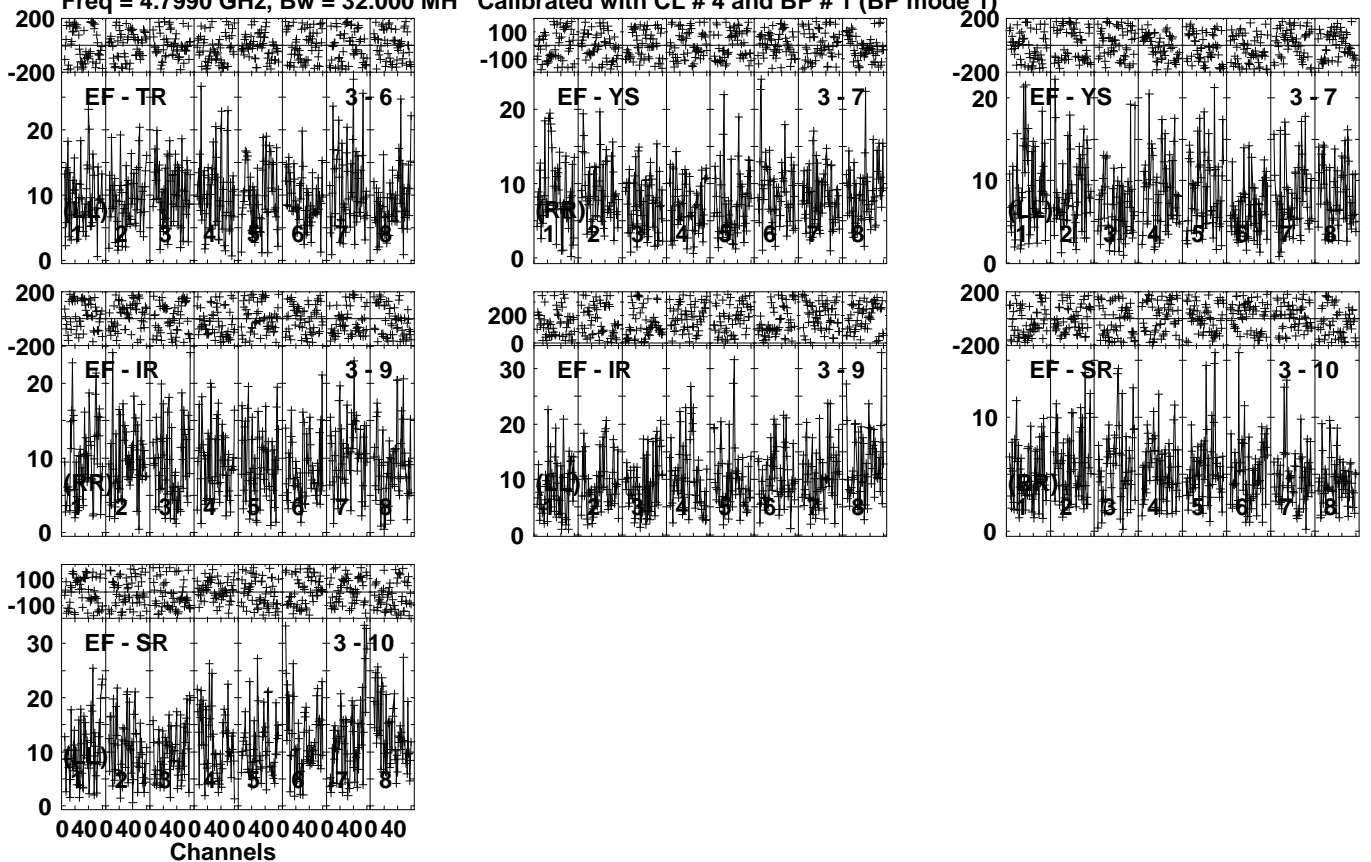 Freq = 4.7990 GHz, Bw = 32.000 MH Calibrated with CL # 4 and BP # 1 (BP mode 1)
200
-200
EF - TR 3 - 6
20
10
0
(LL)
1 2 3 4 5 6 7 8
100
-100
EF - YS 3 - 7
20
10
0
(RR)
1 2 3 4 5 6 7 8
200
-200
EF - YS 3 - 7
20
10
0
(LL)
1 2 3 4 5 6 7 8
200
-200
EF - IR 3 - 9
20
10
0
(RR)
1 2 3 4 5 6 7 8
200
0
EF - IR 3 - 9
30
20
10
0
(LL)
1 2 3 4 5 6 7 8
200
-200
EF - SR 3 - 10
10
0
(RR)
1 2 3 4 5 6 7 8
100
-100
EF - SR 3 - 10
30
20
10
0
(LL)
1 2 3 4 5 6 7 8
0 40 0 40 0 40 0 40 0 40 0 40 0 40 0 40
Channels